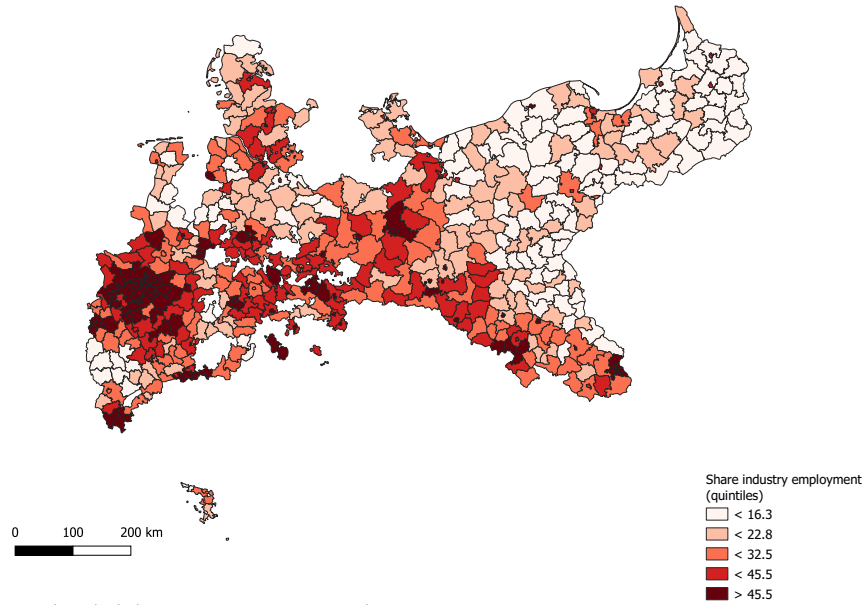 Share industry employment
(quintiles)
< 16.3
< 22.8
< 32.5
< 45.5
> 45.5
0 100 200 km